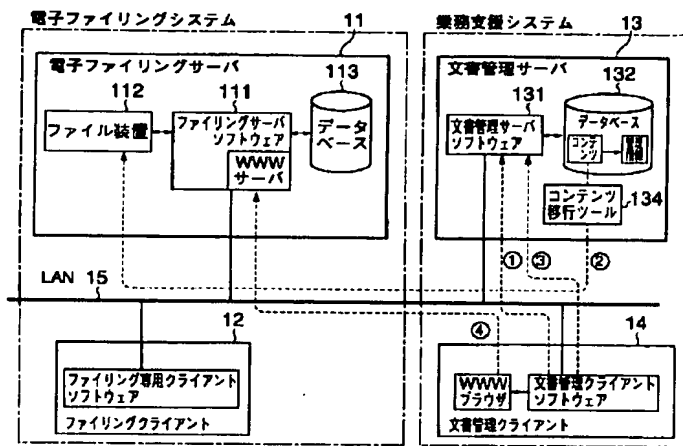 電子ファイリングシステム
11
電子ファイリングサーバ
112
111
113
ファイル装置
ファイリングサーバ
ソフトウェア
WWW
サーバ
データ
ベース
業務支援システム
13
文書管理サーバ
132
131
文書管理サーバ
ソフトウェア
データベース
コンテ
ンツ
管理
情報
コンテンツ
移行ツール
134
①
③
②
LAN
15
④
12
ファイリング専用クライアント
ソフトウェア
ファイリングクライアント
14
WWW
ブラウザ
文書管理クライアント
ソフトウェア
文書管理クライアント